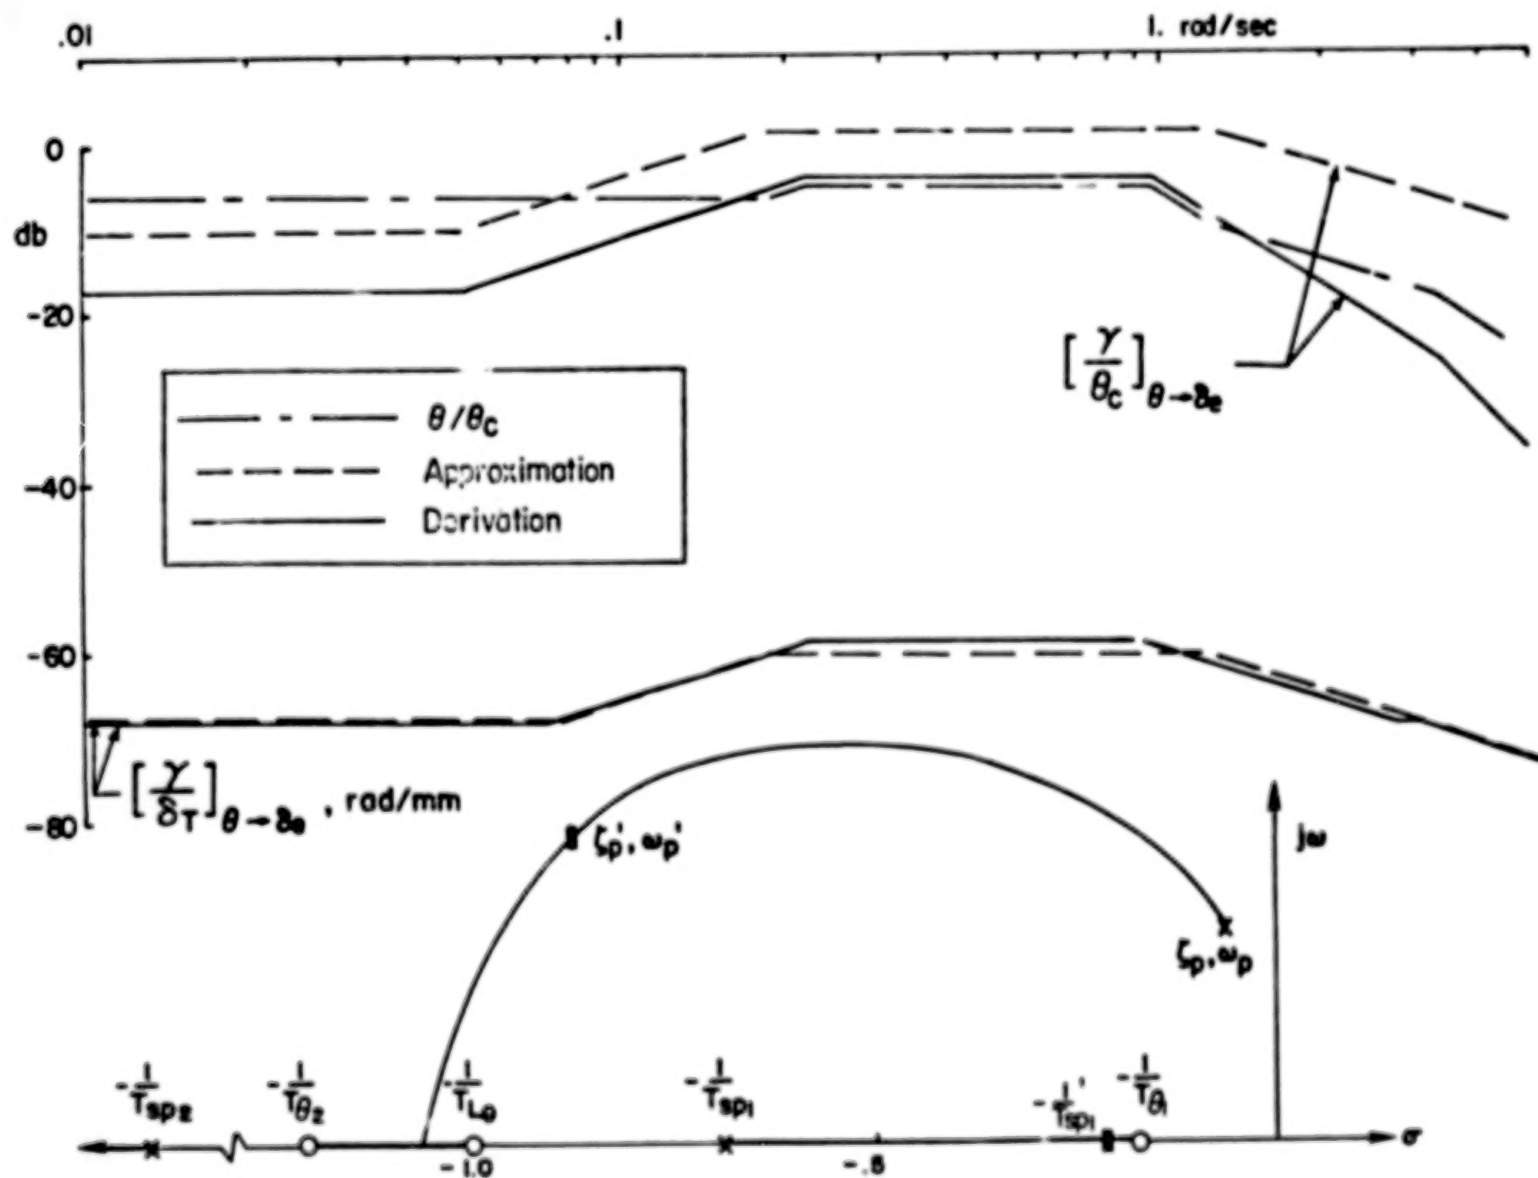 .01 .1 1. rad/sec
0
db
-20
-40
-60
-80
[γ/θc]θ→δe
θ/θc
Approximation
Derivation
[γ/δT]θ→δe , rad/mm
ζp', ωp'
jω
ζp, ωp
-1/Tsp2 -1/Tθ2 -1/TLθ -1/Tsp1 -1/Tsp1' -1/Tθ1
σ
-1.0 -.5